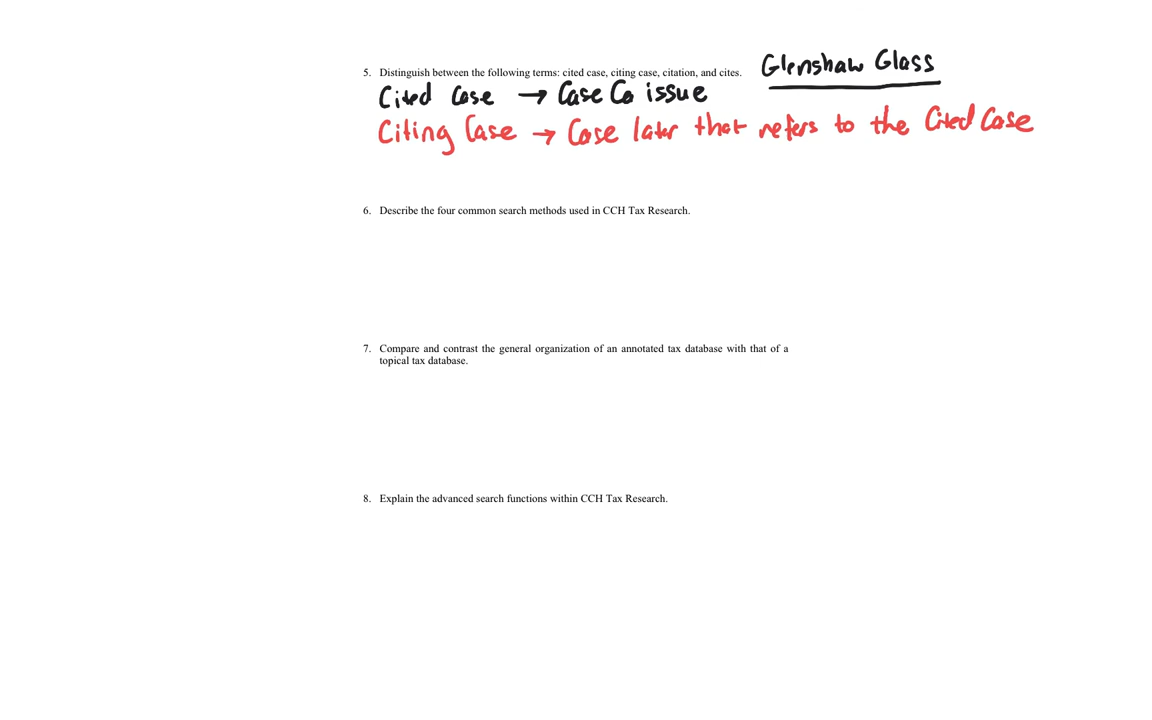 5. Distinguish between the following terms: cited case, citing case, citation, and cites. Glenshaw Glass
Cited Case → Case @ issue
Citing Case → Case later that refers to the Cited Case
6. Describe the four common search methods used in CCH Tax Research.
7. Compare and contrast the general organization of an annotated tax database with that of a
topical tax database.
8. Explain the advanced search functions within CCH Tax Research.